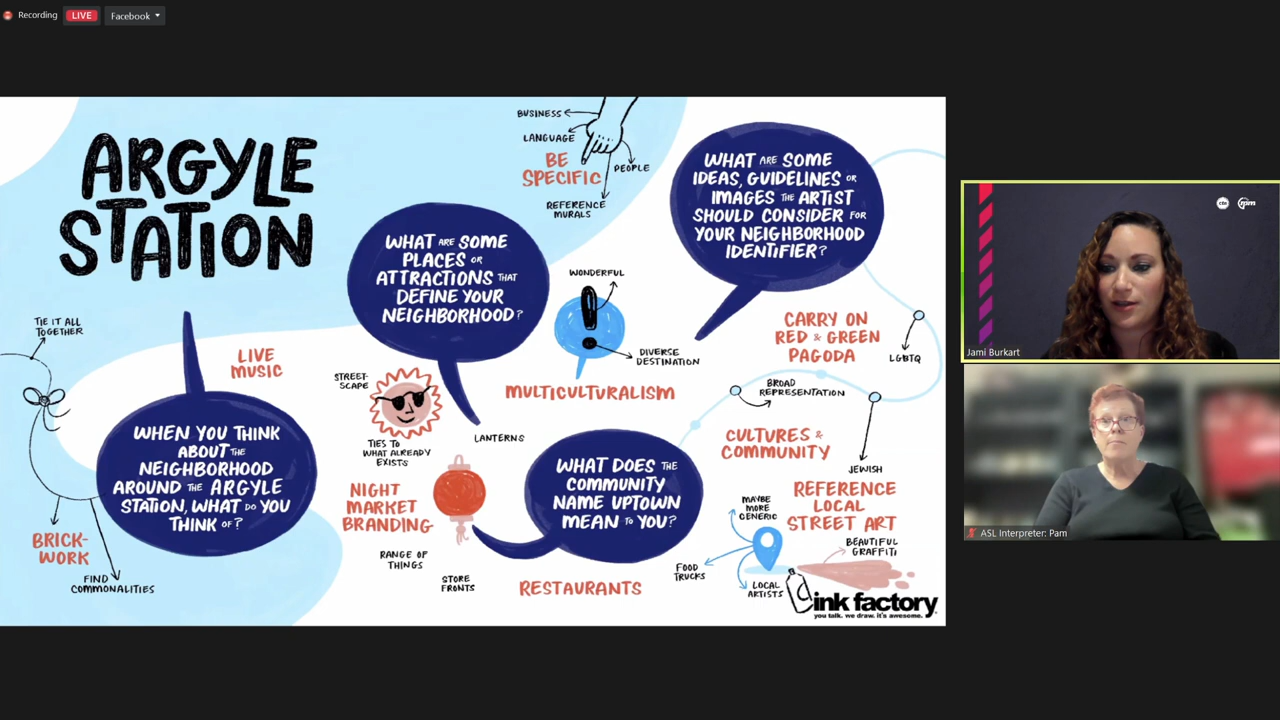 Recording
LIVE
Facebook
ARGYLE
STATION
BUSINESS
LANGUAGE
BE
SPECIFIC
PEOPLE
REFERENCE
MURALS
WHAT ARE SOME
IDEAS, GUIDELINES OR
IMAGES THE ARTIST
SHOULD CONSIDER FOR
YOUR NEIGHBORHOOD
IDENTIFIER?
WHAT ARE SOME
PLACES OR
ATTRACTIONS THAT
DEFINE YOUR
NEIGHBORHOOD?
WONDERFUL
DIVERSE
DESTINATION
MULTICULTURALISM
CARRY ON
RED & GREEN
PAGODA
LGBTQ
TIE IT ALL
TOGETHER
LIVE
MUSIC
STREET-
SCAPE
TIES TO
WHAT ALREADY
EXISTS
LANTERNS
BROAD
REPRESENTATION
CULTURES &
COMMUNITY
JEWISH
WHEN YOU THINK
ABOUT THE
NEIGHBORHOOD
AROUND THE ARGYLE
STATION, WHAT DO YOU
THINK OF?
NIGHT
MARKET
BRANDING
WHAT DOES THE
COMMUNITY
NAME UPTOWN
MEAN TO YOU?
REFERENCE
LOCAL
STREET ART
MAYBE
MORE
GENERIC
BEAUTIFUL
GRAFFITI
BRICK-
WORK
FIND
COMMONALITIES
RANGE OF
THINGS
STORE
FRONTS
RESTAURANTS
FOOD
TRUCKS
LOCAL
ARTISTS
ink factory
you talk. we draw. it's awesome.
cta
rpm
Jami Burkart
ASL Interpreter: Pam